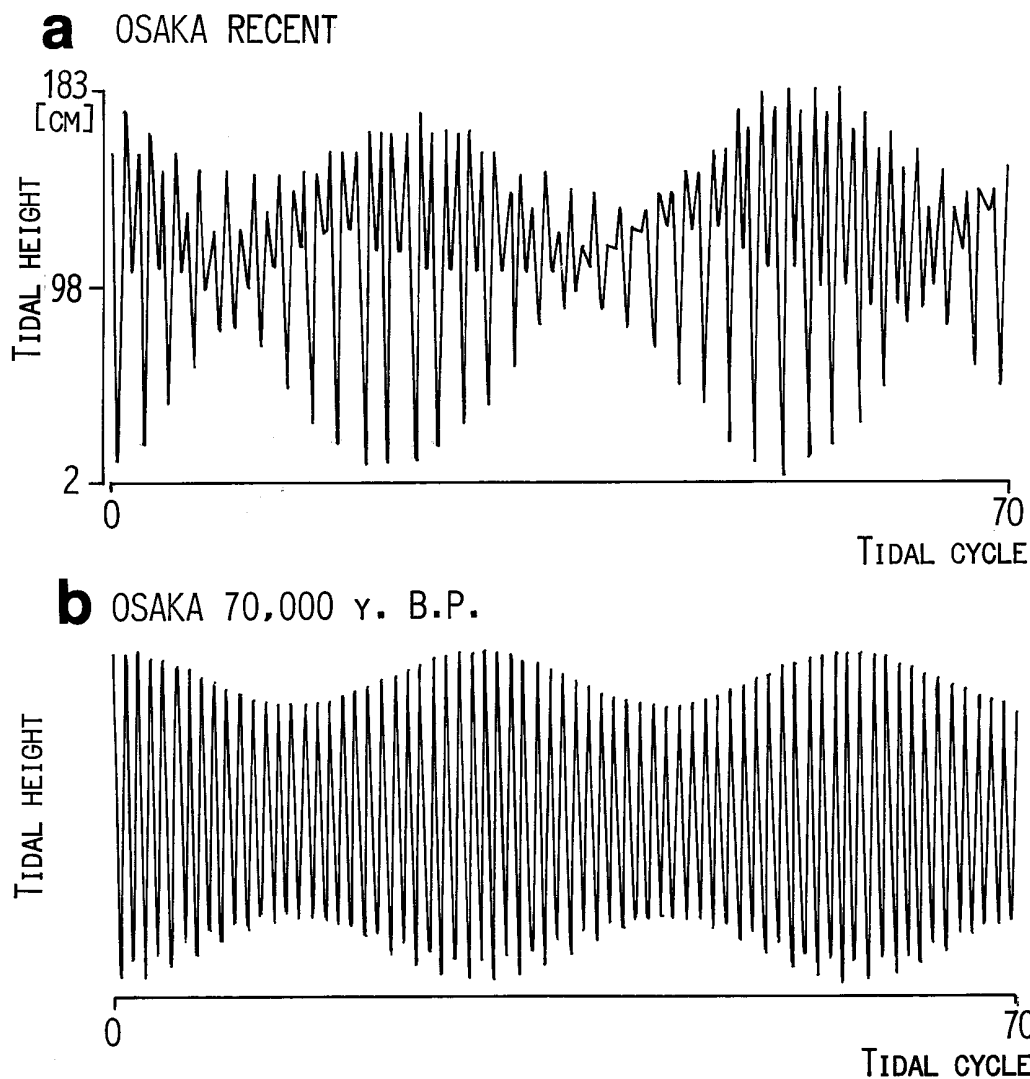 a OSAKA RECENT
183
[CM]
TIDAL HEIGHT
98
2
0
70
TIDAL CYCLE
b OSAKA 70,000 Y. B.P.
TIDAL HEIGHT
0
70
TIDAL CYCLE